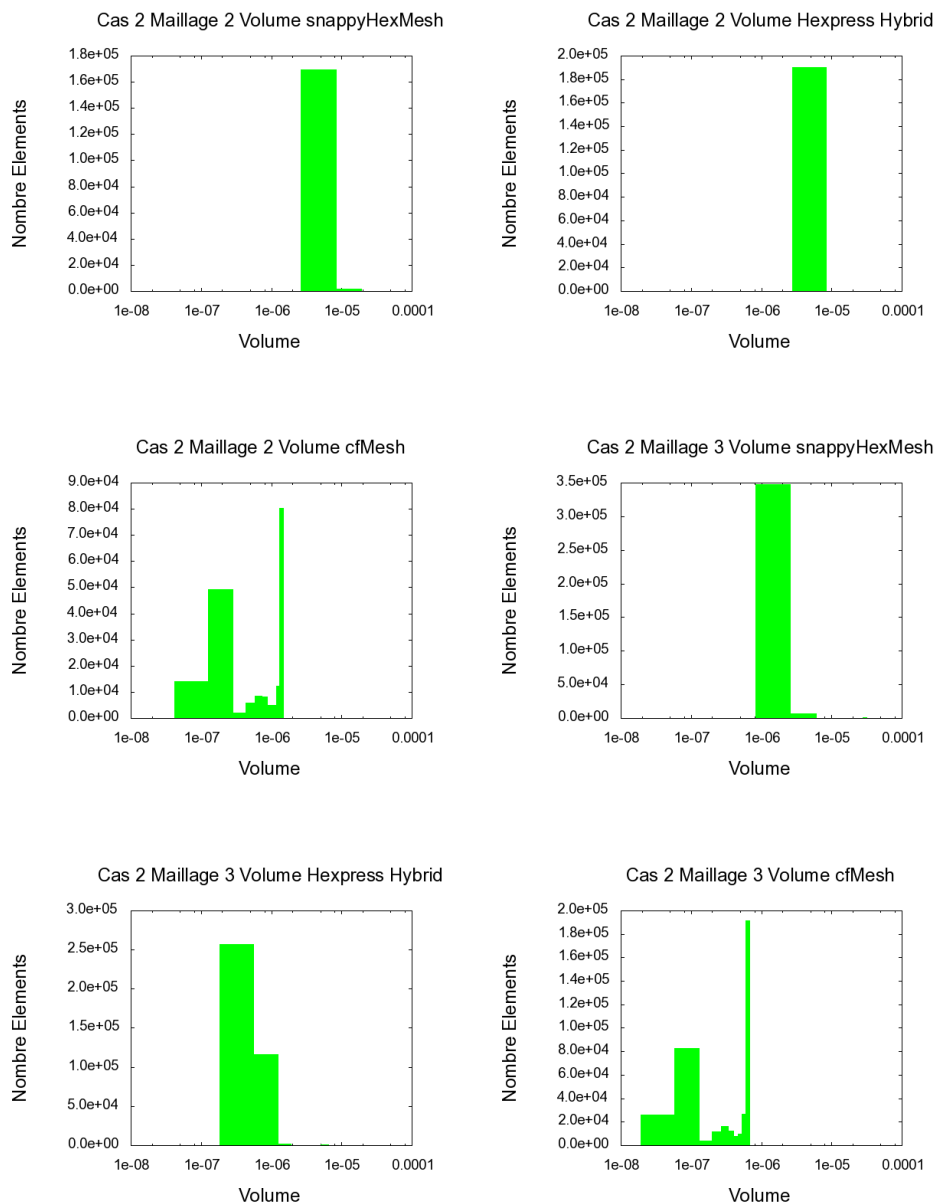 Cas 2 Maillage 2 Volume snappyHexMesh
Nombre Elements
1.8e+05
1.6e+05
1.4e+05
1.2e+05
1.0e+05
8.0e+04
6.0e+04
4.0e+04
2.0e+04
0.0e+00
1e-08 1e-07 1e-06 1e-05 0.0001
Volume
Cas 2 Maillage 2 Volume Hexpress Hybrid
Nombre Elements
2.0e+05
1.8e+05
1.6e+05
1.4e+05
1.2e+05
1.0e+05
8.0e+04
6.0e+04
4.0e+04
2.0e+04
0.0e+00
1e-08 1e-07 1e-06 1e-05 0.0001
Volume
Cas 2 Maillage 2 Volume cfMesh
Nombre Elements
9.0e+04
8.0e+04
7.0e+04
6.0e+04
5.0e+04
4.0e+04
3.0e+04
2.0e+04
1.0e+04
0.0e+00
1e-08 1e-07 1e-06 1e-05 0.0001
Volume
Cas 2 Maillage 3 Volume snappyHexMesh
Nombre Elements
3.5e+05
3.0e+05
2.5e+05
2.0e+05
1.5e+05
1.0e+05
5.0e+04
0.0e+00
1e-08 1e-07 1e-06 1e-05 0.0001
Volume
Cas 2 Maillage 3 Volume Hexpress Hybrid
Nombre Elements
3.0e+05
2.5e+05
2.0e+05
1.5e+05
1.0e+05
5.0e+04
0.0e+00
1e-08 1e-07 1e-06 1e-05 0.0001
Volume
Cas 2 Maillage 3 Volume cfMesh
Nombre Elements
2.0e+05
1.8e+05
1.6e+05
1.4e+05
1.2e+05
1.0e+05
8.0e+04
6.0e+04
4.0e+04
2.0e+04
0.0e+00
1e-08 1e-07 1e-06 1e-05 0.0001
Volume